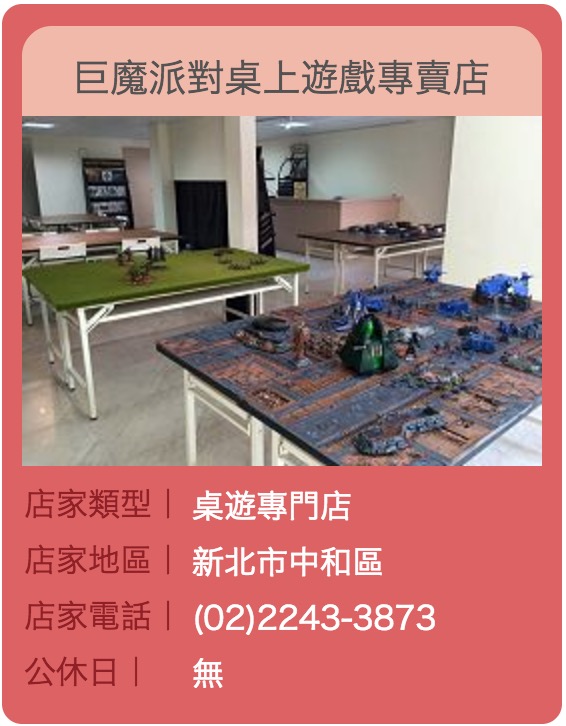 巨魔派對桌上遊戲專賣店
店家類型｜ 桌遊專門店
店家地區｜ 新北市中和區
店家電話｜ (02)2243-3873
公休日｜ 無